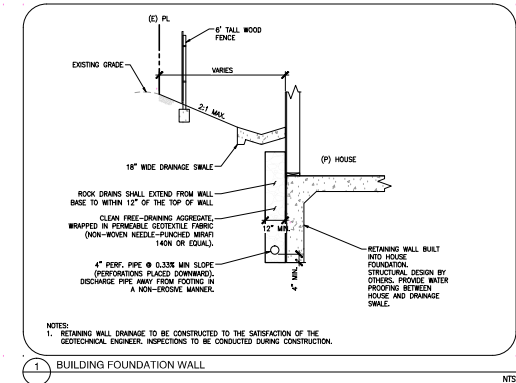 (E) PL
6' TALL WOOD
FENCE
EXISTING GRADE
VARIES
2:1 MAX.
18" WIDE DRAINAGE SWALE
(P) HOUSE
ROCK DRAINS SHALL EXTEND FROM WALL
BASE TO WITHIN 12" OF THE TOP OF WALL
CLEAN FREE-DRAINING AGGREGATE,
WRAPPED IN PERMEABLE GEOTEXTILE FABRIC
(NON-WOVEN NEEDLE-PUNCHED MIRAFI
140N OR EQUAL).
12" MIN.
4" PERF. PIPE @ 0.33% MIN SLOPE
(PERFORATIONS PLACED DOWNWARD).
DISCHARGE PIPE AWAY FROM FOOTING IN
A NON-EROSIVE MANNER.
4" MIN.
RETAINING WALL BUILT
INTO HOUSE
FOUNDATION.
STRUCTURAL DESIGN BY
OTHERS. PROVIDE WATER
PROOFING BETWEEN
HOUSE AND DRAINAGE
SWALE.
NOTES:
1. RETAINING WALL DRAINAGE TO BE CONSTRUCTED TO THE SATISFACTION OF THE
GEOTECHNICAL ENGINEER. INSPECTIONS TO BE CONDUCTED DURING CONSTRUCTION.
1 BUILDING FOUNDATION WALL
NTS